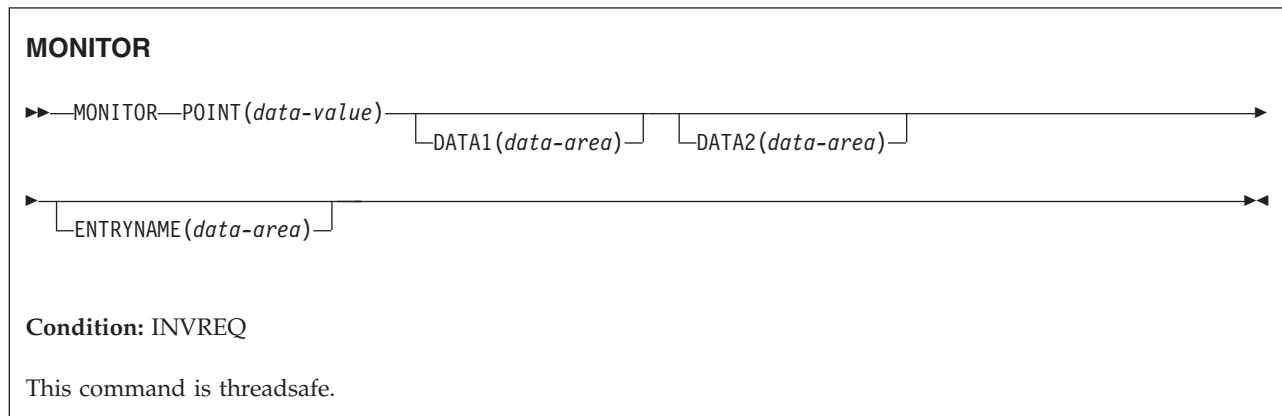 MONITOR
MONITOR POINT(data-value)
DATA1(data-area) DATA2(data-area)
ENTRYNAME(data-area)
Condition: INVREQ
This command is threadsafe.